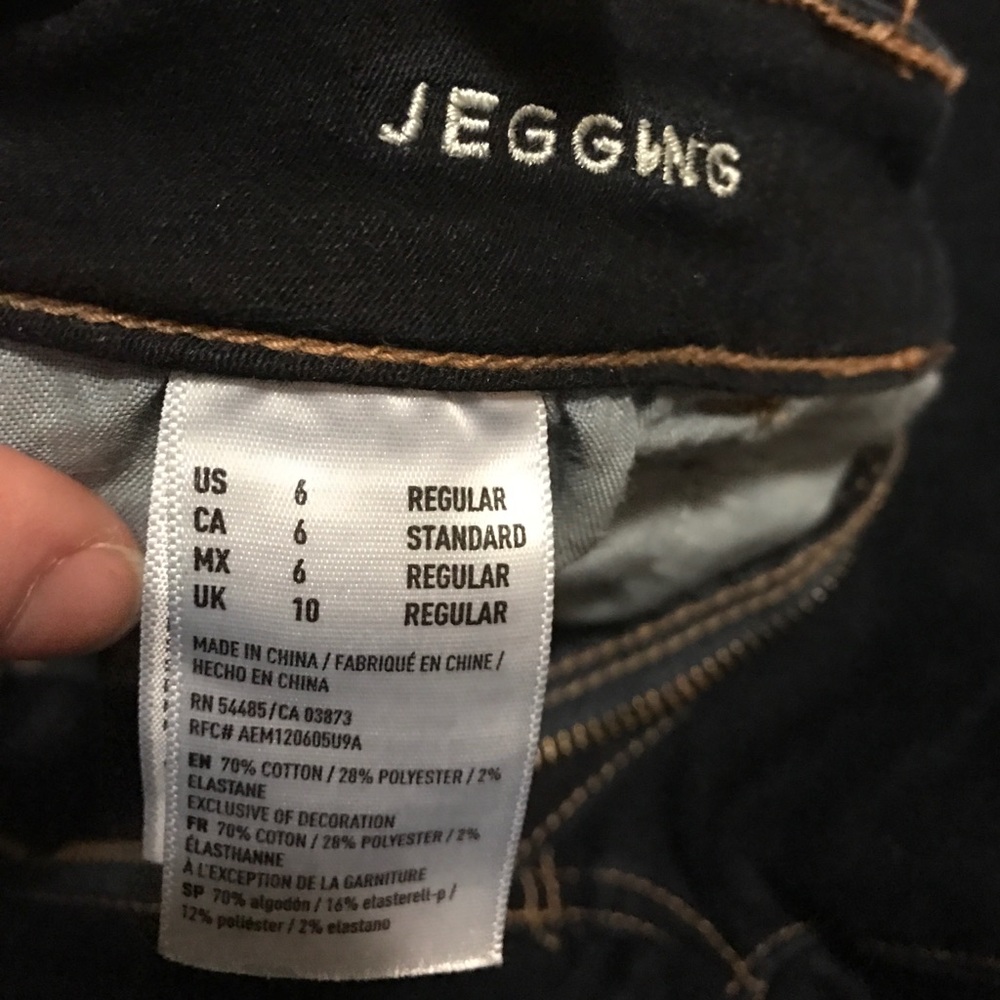 JEGGING
US 6 REGULAR
CA 6 STANDARD
MX 6 REGULAR
UK 10 REGULAR
MADE IN CHINA / FABRIQUÉ EN CHINE /
HECHO EN CHINA
RN 54485/CA 03873
RFC# AEM120605U9A
EN 70% COTTON / 28% POLYESTER / 2%
ELASTANE
EXCLUSIVE OF DECORATION
FR 70% COTON / 28% POLYESTER / 2%
ÉLASTHANNE
À L'EXCEPTION DE LA GARNITURE
SP 70% algodón / 16% elasterell-p /
12% poliéster / 2% elastano